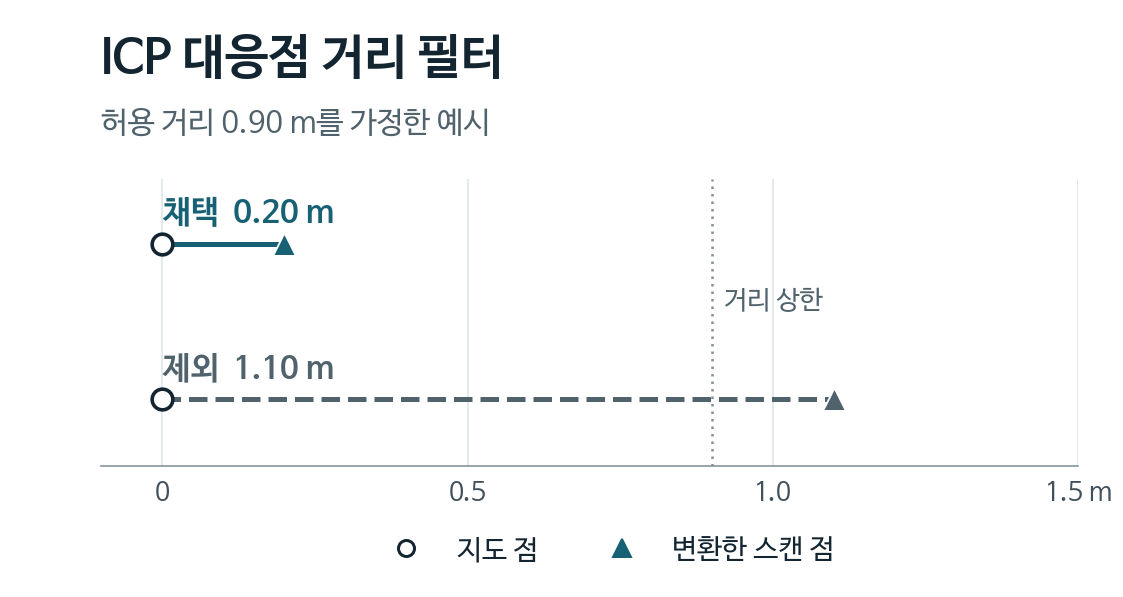 ICP 대응점 거리 필터
허용 거리 0.90 m를 가정한 예시
채택 0.20 m
거리 상한
제외 1.10 m
0 0.5 1.0 1.5 m
지도 점 변환한 스캔 점